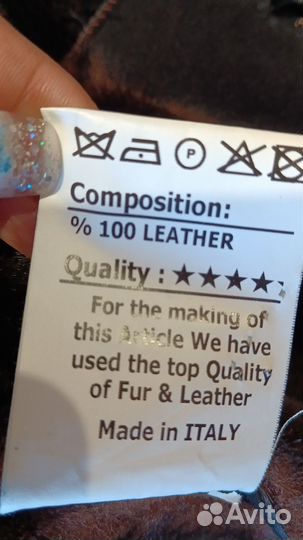 P
Composition:
% 100 LEATHER
Quality : ★★★★
For the making of
this Article We have
used the top Quality
of Fur & Leather
Made in ITALY
Avito